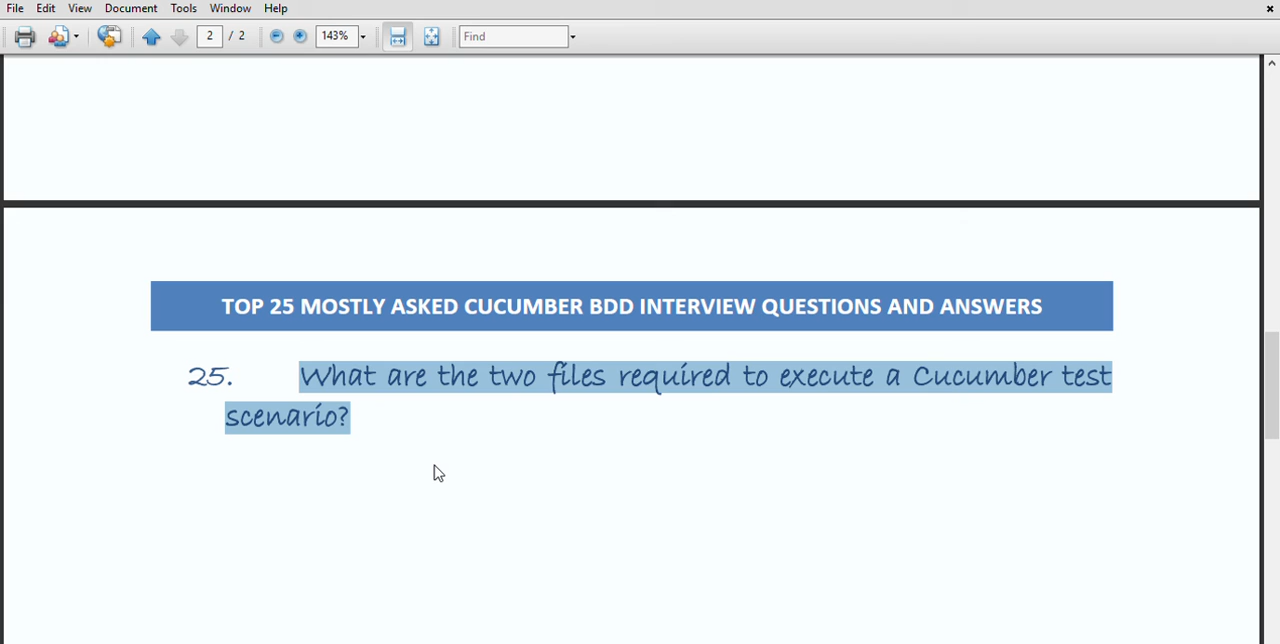 File Edit View Document Tools Window Help
2 / 2 143% Find
TOP 25 MOSTLY ASKED CUCUMBER BDD INTERVIEW QUESTIONS AND ANSWERS
25. What are the two files required to execute a Cucumber test
scenario?